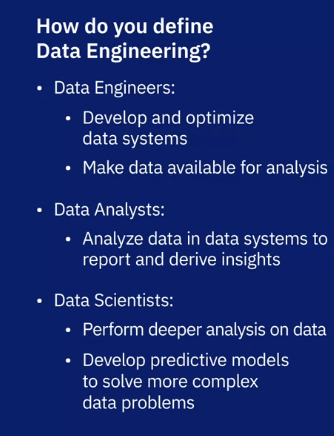 How do you define
Data Engineering?
• Data Engineers:
• Develop and optimize
data systems
• Make data available for analysis
• Data Analysts:
• Analyze data in data systems to
report and derive insights
• Data Scientists:
• Perform deeper analysis on data
• Develop predictive models
to solve more complex
data problems